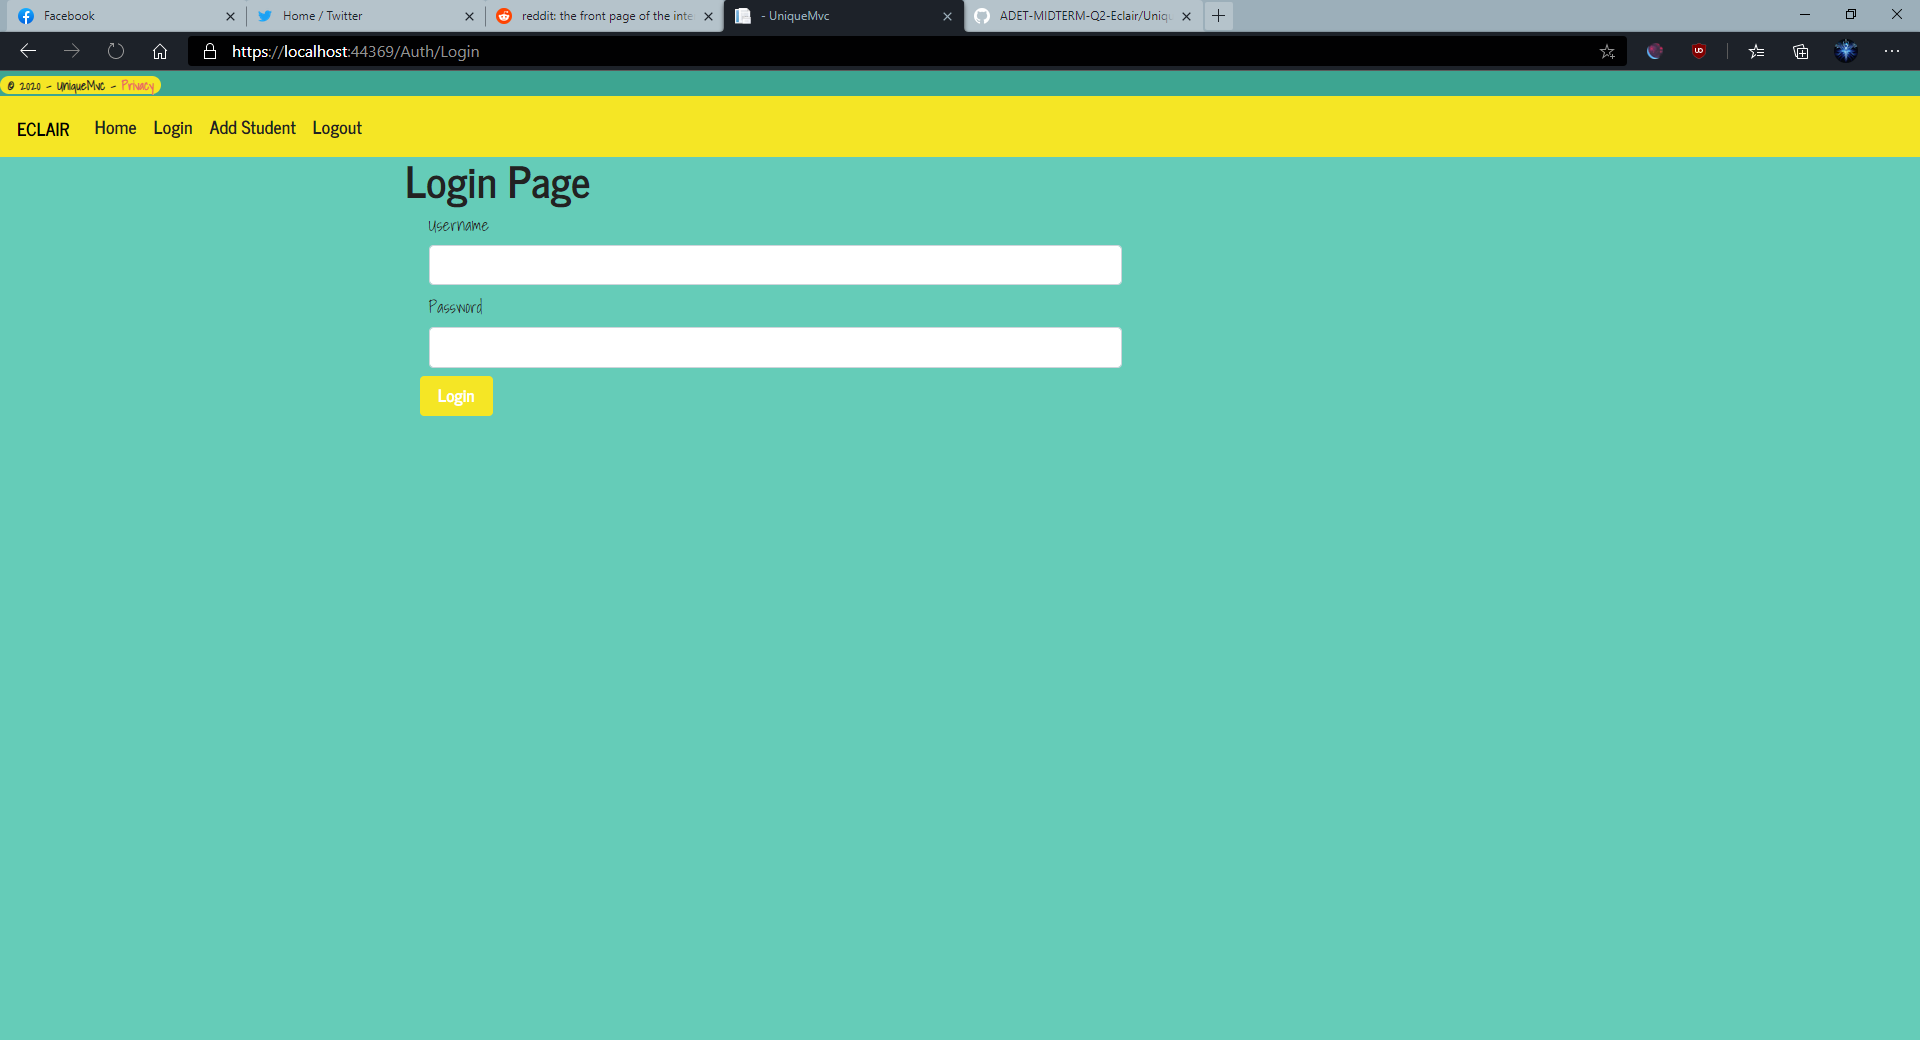 Facebook
Home / Twitter
reddit: the front page of the inte
- UniqueMvc
ADET-MIDTERM-Q2-Eclair/Uniqu
https://localhost:44369/Auth/Login
© 2020 - UniqueMvc - Privacy
ECLAIR Home Login Add Student Logout
Login Page
Username
Password
Login